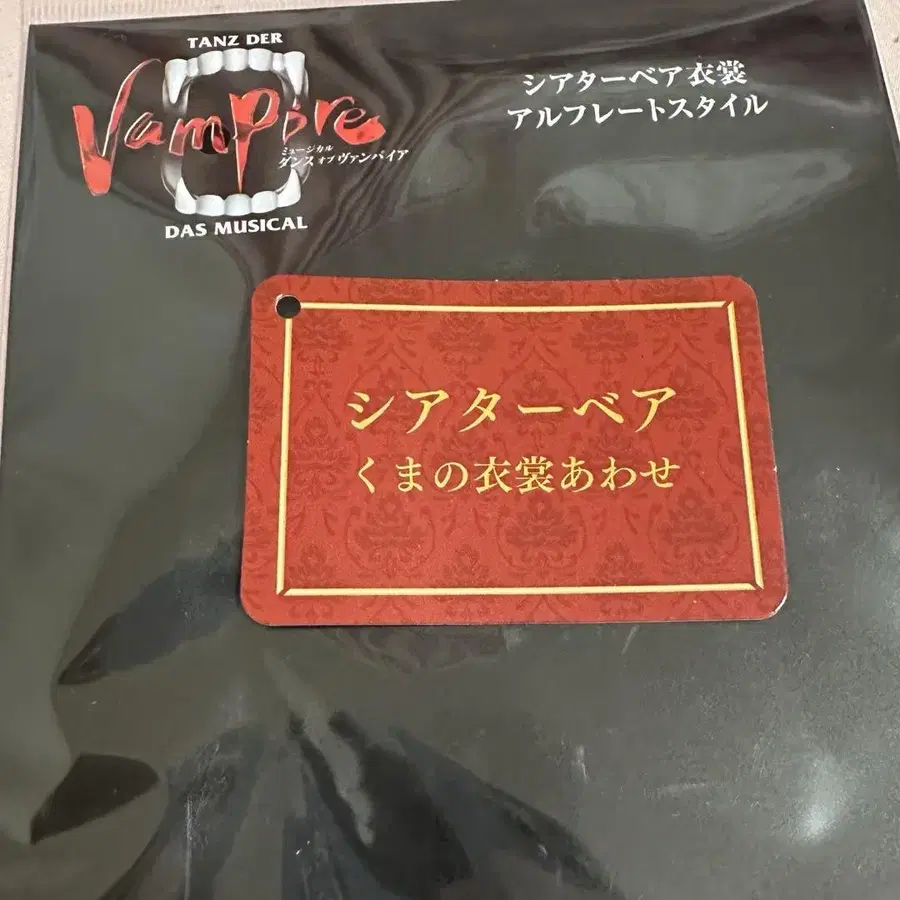 TANZ DER
Vampire
ミュージカル
ダンス オブ ヴァンパイア
DAS MUSICAL
シアターベア衣裳
アルフレートスタイル
シアターベア
くまの衣裳あわせ